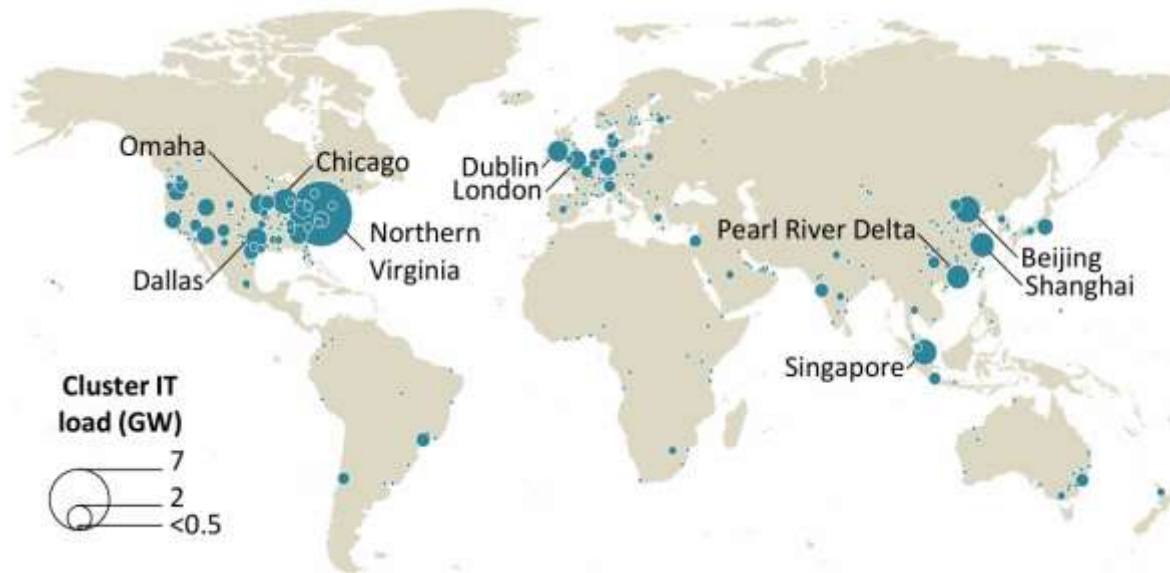 Omaha
Chicago
Northern
Virginia
Dallas
Dublin
London
Pearl River Delta
Beijing
Shanghai
Singapore
Cluster IT
load (GW)
7
2
<0.5